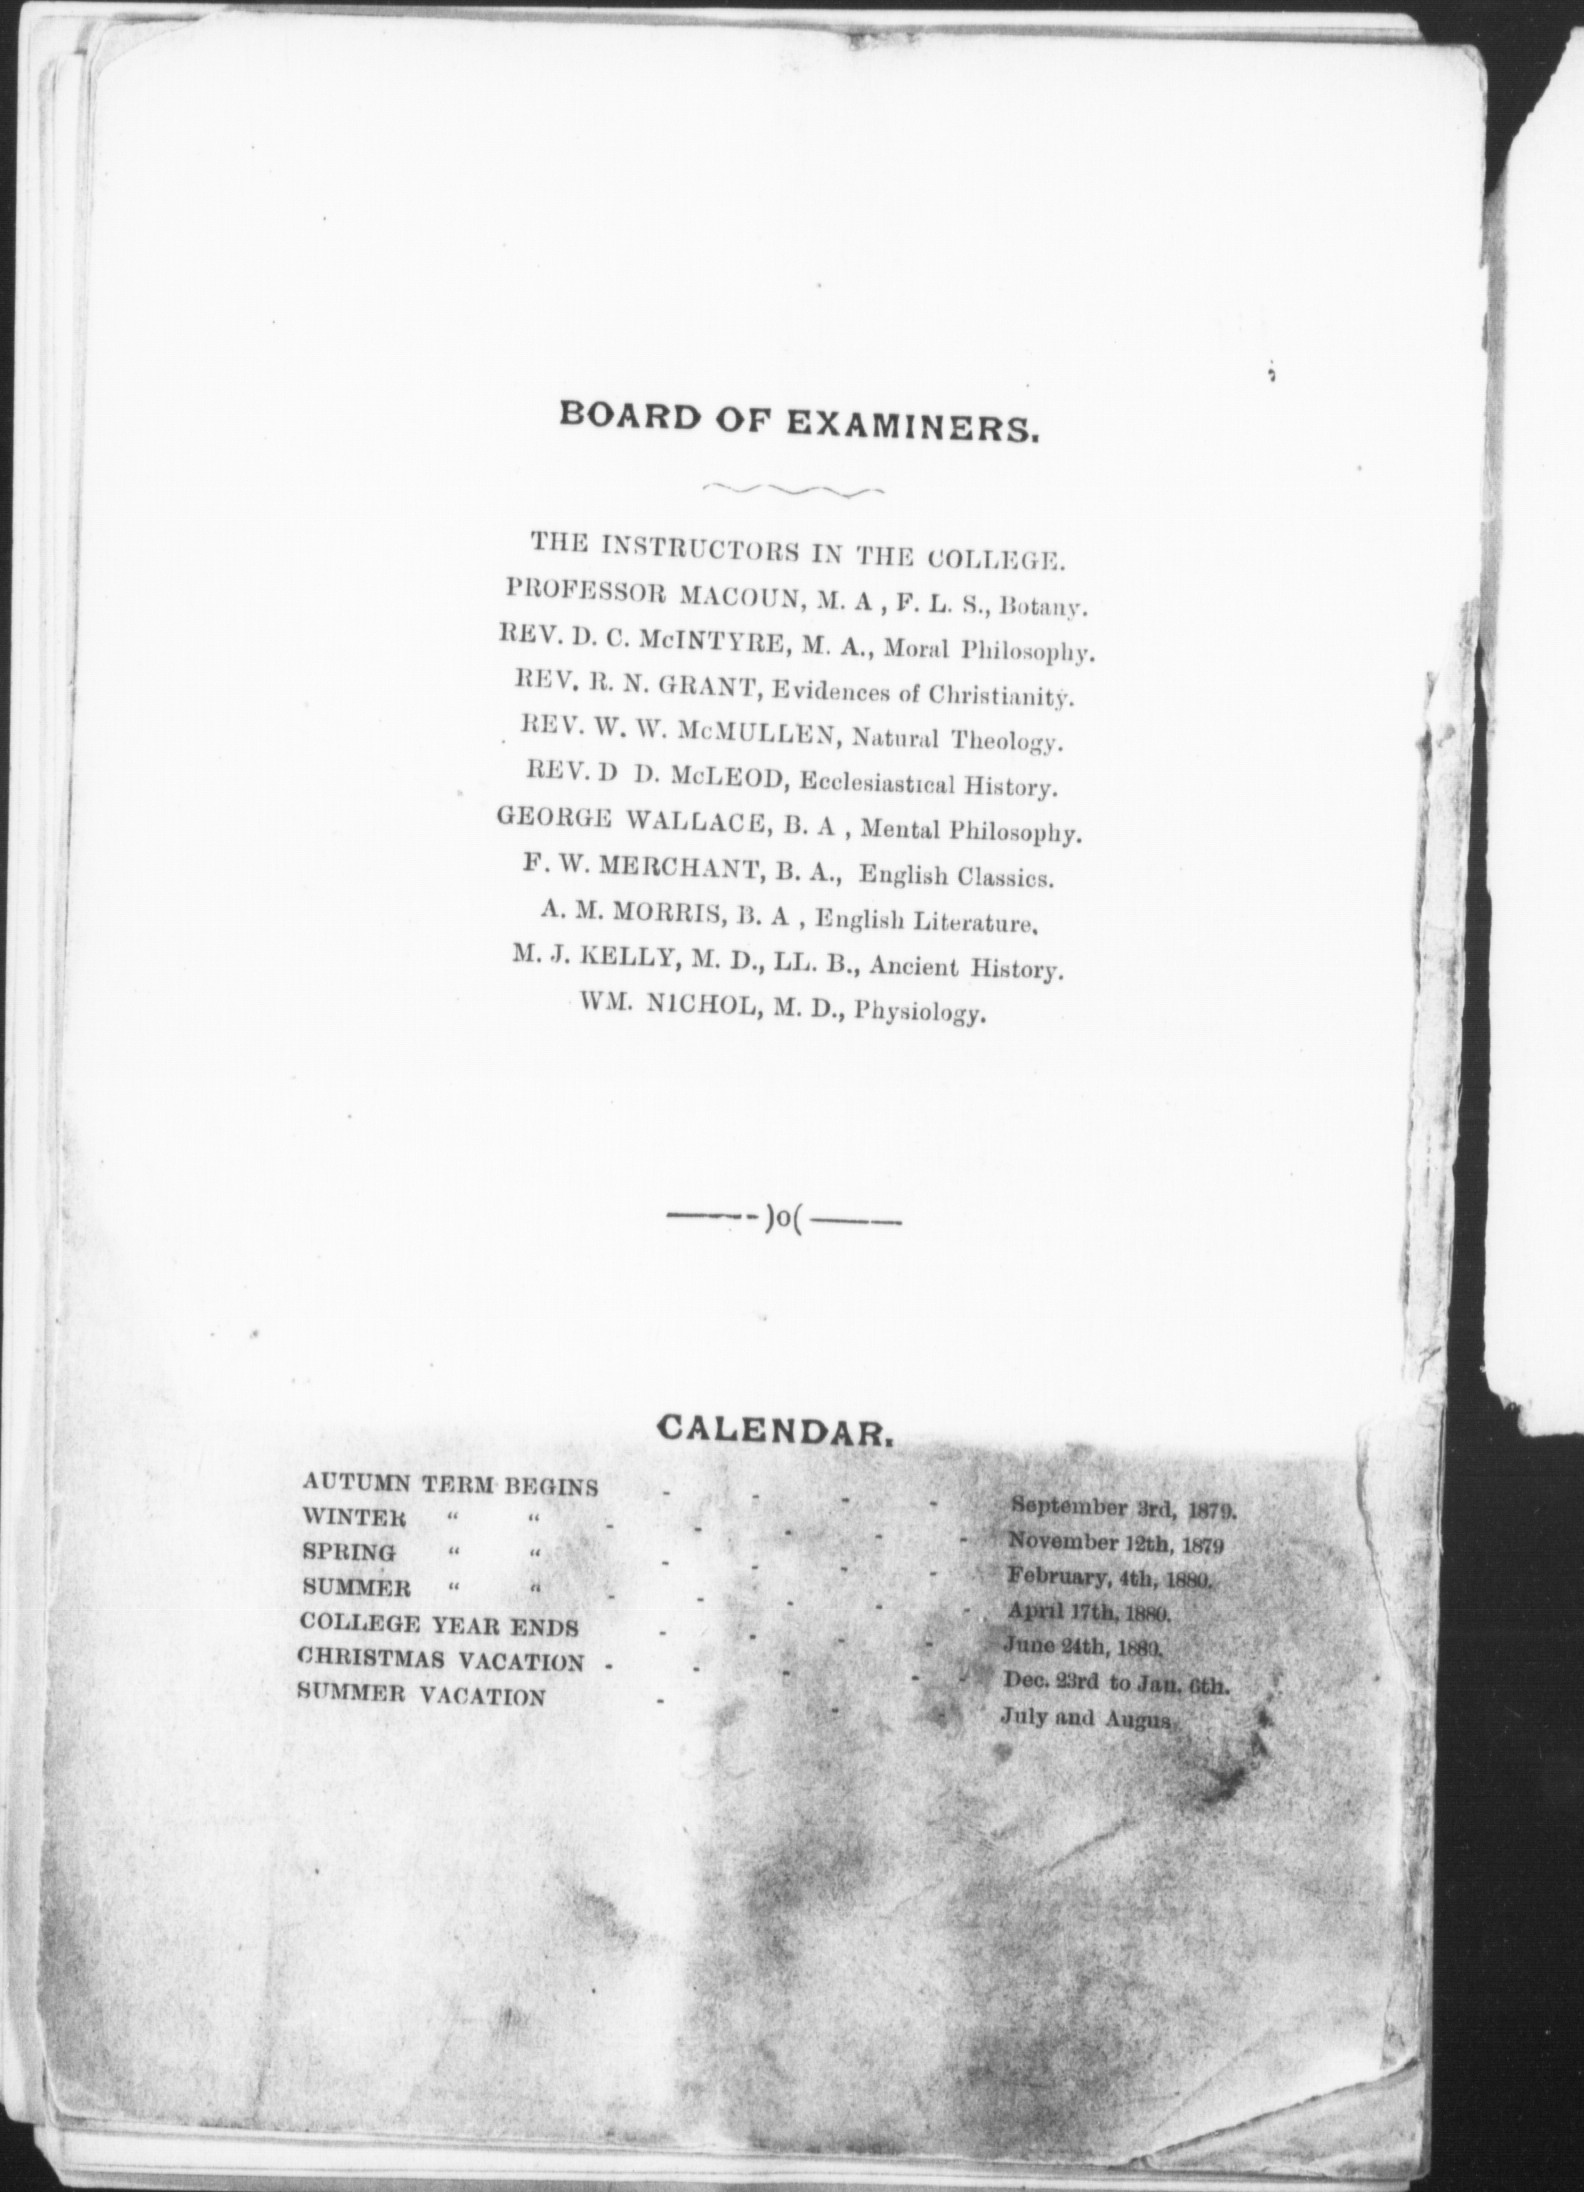 BOARD OF EXAMINERS.
THE INSTRUCTORS IN THE COLLEGE.
PROFESSOR MACOUN, M. A , F. L. S., Botany.
REV. D. C. McINTYRE, M. A., Moral Philosophy.
REV. R. N. GRANT, Evidences of Christianity.
REV. W. W. McMULLEN, Natural Theology.
REV. D D. McLEOD, Ecclesiastical History.
GEORGE WALLACE, B. A , Mental Philosophy.
F. W. MERCHANT, B. A., English Classics.
A. M. MORRIS, B. A , English Literature.
M. J. KELLY, M. D., LL. B., Ancient History.
WM. NICHOL, M. D., Physiology.
———-)o(———
CALENDAR.
AUTUMN TERM BEGINS - - - - September 3rd, 1879.
WINTER “ “ - - - - - November 12th, 1879
SPRING “ “ - - - - February, 4th, 1880.
SUMMER “ “ - - - - - April 17th, 1880.
COLLEGE YEAR ENDS - - - - June 24th, 1880.
CHRISTMAS VACATION - - - - - Dec. 23rd to Jan. 6th.
SUMMER VACATION - - - July and Augus